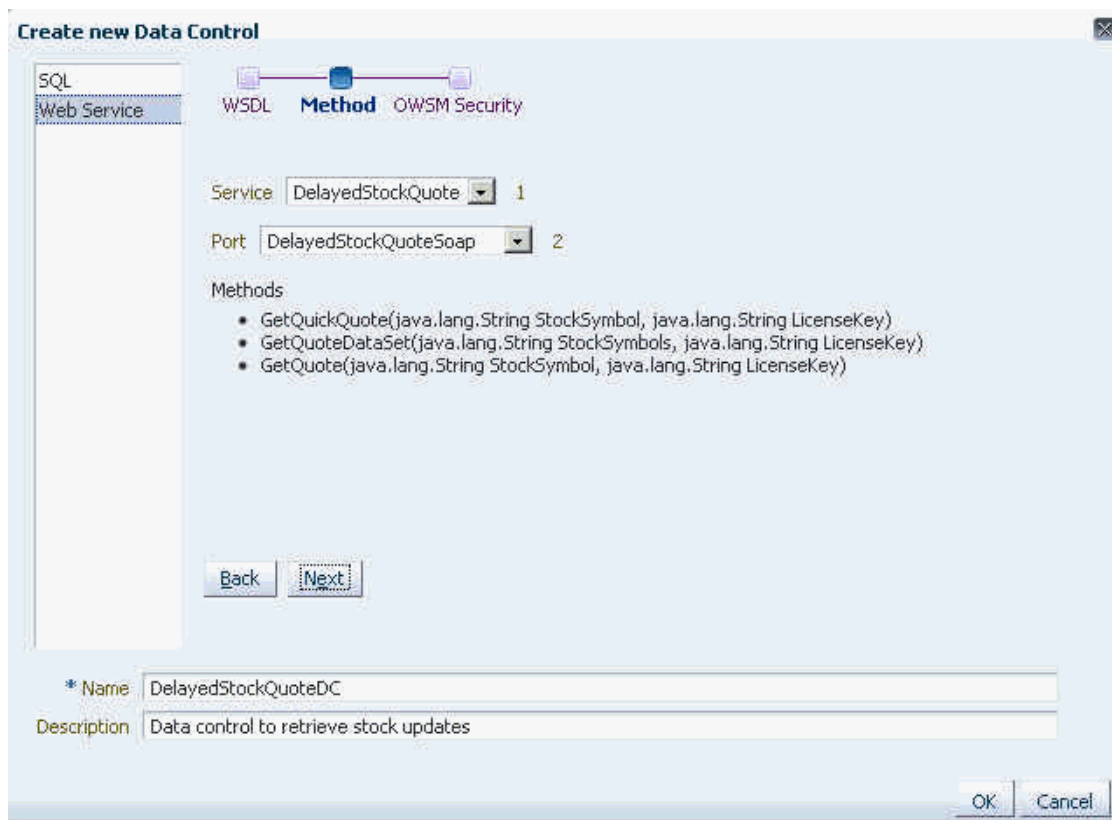 Create new Data Control
SQL
Web Service
WSDL Method OWSM Security
Service DelayedStockQuote 1
Port DelayedStockQuoteSoap 2
Methods
• GetQuickQuote(java.lang.String StockSymbol, java.lang.String LicenseKey)
• GetQuoteDataSet(java.lang.String StockSymbols, java.lang.String LicenseKey)
• GetQuote(java.lang.String StockSymbol, java.lang.String LicenseKey)
Back Next
* Name DelayedStockQuoteDC
Description Data control to retrieve stock updates
OK Cancel